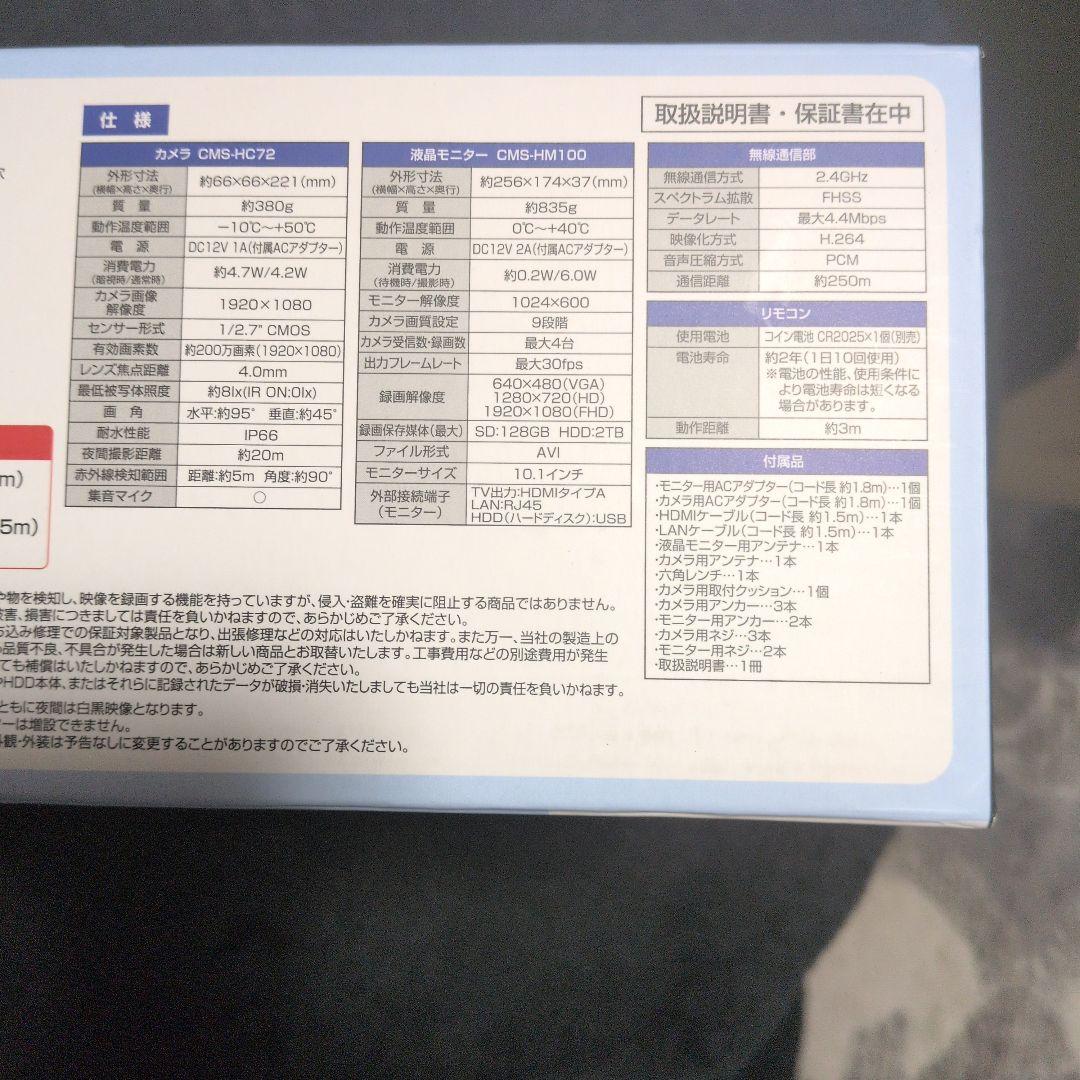 仕様
取扱説明書・保証書在中
カメラ CMS-HC72
外形寸法
(横幅×高さ×奥行)
約66×66×221(mm)
質量 約380g
動作温度範囲 −10℃〜+50℃
電源 DC12V 1A(付属ACアダプター)
消費電力
(暗視時/通常時)
約4.7W/4.2W
カメラ画像
解像度
1920×1080
センサー形式 1/2.7" CMOS
有効画素数 約200万画素(1920×1080)
レンズ焦点距離 4.0mm
最低被写体照度 約8lx(IR ON:0lx)
画角 水平:約95° 垂直:約45°
耐水性能 IP66
夜間撮影距離 約20m
赤外線検知範囲 距離:約5m 角度:約90°
集音マイク ○
液晶モニター CMS-HM100
外形寸法
(横幅×高さ×奥行)
約256×174×37(mm)
質量 約835g
動作温度範囲 0℃〜+40℃
電源 DC12V 2A(付属ACアダプター)
消費電力
(待機時/撮影時)
約0.2W/6.0W
モニター解像度 1024×600
カメラ画質設定 9段階
カメラ受信数・録画数 最大4台
出力フレームレート 最大30fps
録画解像度
640×480(VGA)
1280×720(HD)
1920×1080(FHD)
録画保存媒体(最大) SD:128GB HDD:2TB
ファイル形式 AVI
モニターサイズ 10.1インチ
外部接続端子
(モニター)
TV出力:HDMIタイプA
LAN:RJ45
HDD(ハードディスク):USB
無線通信部
無線通信方式 2.4GHz
スペクトラム拡散 FHSS
データレート 最大4.4Mbps
映像化方式 H.264
音声圧縮方式 PCM
通信距離 約250m
リモコン
使用電池 コイン電池 CR2025×1個(別売)
電池寿命 約2年(1日10回使用)
※電池の性能、使用条件に
より電池寿命は短くなる
場合があります。
動作距離 約3m
付属品
・モニター用ACアダプター(コード長 約1.8m)…1個
・カメラ用ACアダプター(コード長 約1.8m)…1個
・HDMIケーブル(コード長 約1.5m)…1本
・LANケーブル(コード長 約1.5m)…1本
・液晶モニター用アンテナ…1本
・カメラ用アンテナ…1本
・六角レンチ…1本
・カメラ用取付クッション…1個
・カメラ用アンカー…3本
・モニター用アンカー…2本
・カメラ用ネジ…3本
・モニター用ネジ…2本
・取扱説明書…1冊
m)
5m)
や物を検知し、映像を録画する機能を持っていますが、侵入・盗難を確実に阻止する商品ではありません。
被害、損害につきましては責任を負いかねますので、あらかじめご了承ください。
ち込み修理での保証対象製品となり、出張修理などの対応はいたしかねます。また万一、当社の製造上の
品質不良、不具合が発生した場合は新しい商品とお取替いたします。工事費用などの別途費用が発生
ても補償はいたしかねますので、あらかじめご了承ください。
やHDD本体、またはそれらに記録されたデータが破損・消失いたしましても当社は一切の責任を負いかねます。
ともに夜間は白黒映像となります。
ーは増設できません。
外観・外装は予告なしに変更することがありますのでご了承ください。